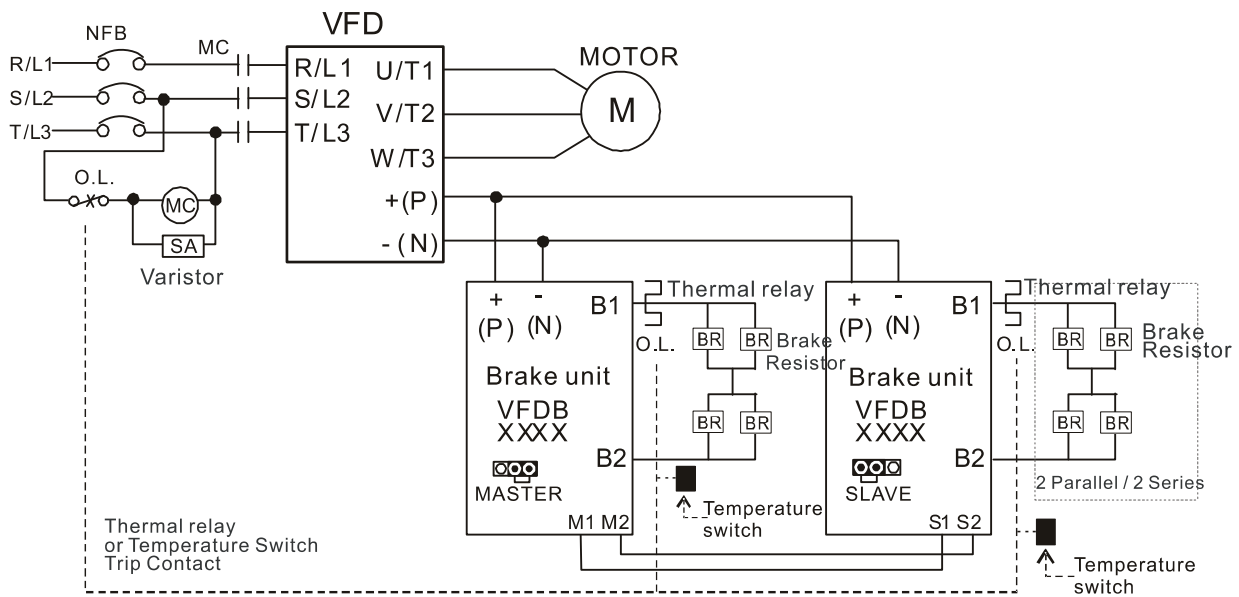 VFD
NFB
MC
MOTOR
R/L1
R/L1
U/T1
S/L2
S/L2
M
V/T2
T/L3
T/L3
W/T3
O.L.
MC
+(P)
SA
-(N)
Varistor
+
(P)
-
(N)
B1
Thermal relay
O.L.
BR
BR
Brake
Resistor
Brake unit
VFDB
XXXX
BR
BR
B2
MASTER
M1 M2
Temperature
switch
+
(P)
-
(N)
B1
Thermal relay
O.L.
BR
BR
Brake
Resistor
Brake unit
VFDB
XXXX
BR
BR
B2
SLAVE
2 Parallel / 2 Series
S1 S2
Temperature
switch
Thermal relay
or Temperature Switch
Trip Contact